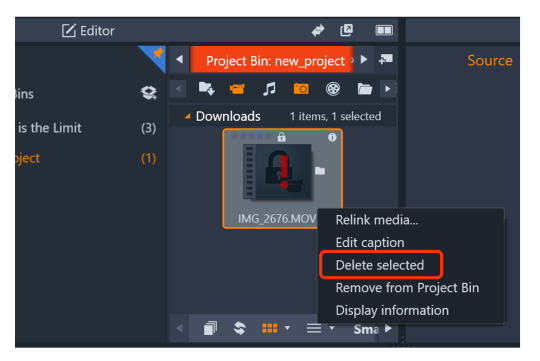 Editor
Project Bin: new_project
Source
Bins
is the Limit (3)
oject (1)
Downloads 1 items, 1 selected
IMG_2676.MOV
Relink media...
Edit caption
Delete selected
Remove from Project Bin
Display information
Sma